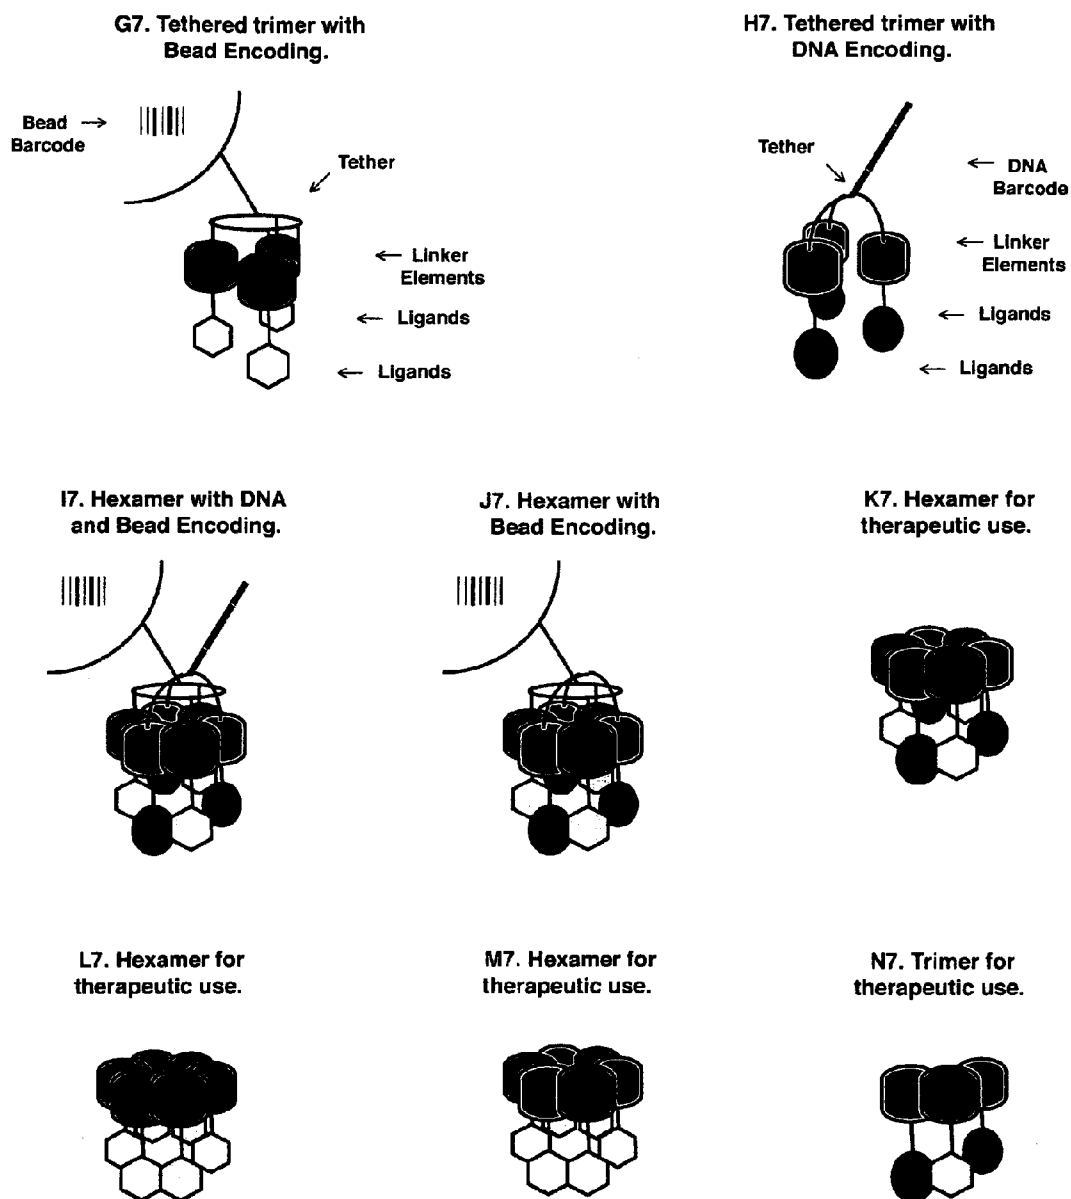 G7. Tethered trimer with
Bead Encoding.
Bead
Barcode
Tether
Linker
Elements
Ligands
Ligands
H7. Tethered trimer with
DNA Encoding.
Tether
DNA
Barcode
Linker
Elements
Ligands
Ligands
I7. Hexamer with DNA
and Bead Encoding.
J7. Hexamer with
Bead Encoding.
K7. Hexamer for
therapeutic use.
L7. Hexamer for
therapeutic use.
M7. Hexamer for
therapeutic use.
N7. Trimer for
therapeutic use.